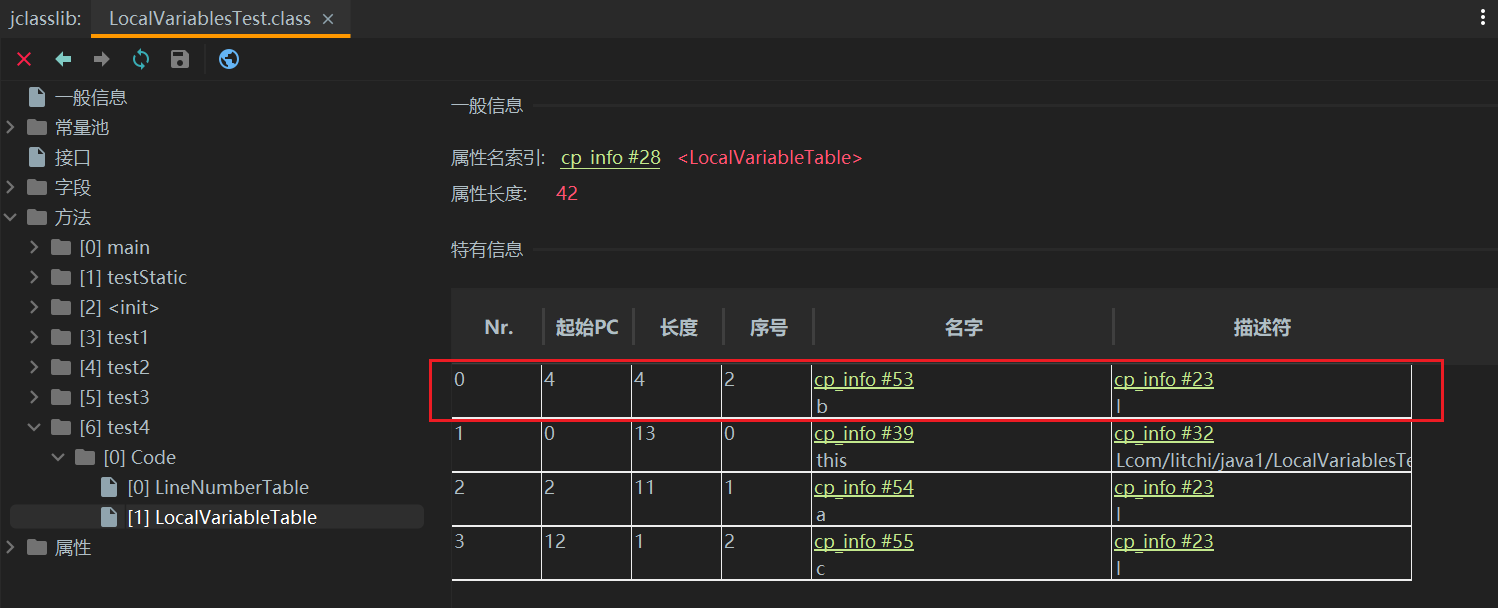 jclasslib: LocalVariablesTest.class
一般信息
常量池
接口
字段
方法
[0] main
[1] testStatic
[2] <init>
[3] test1
[4] test2
[5] test3
[6] test4
[0] Code
[0] LineNumberTable
[1] LocalVariableTable
属性
一般信息
属性名索引: cp_info #28 <LocalVariableTable>
属性长度: 42
特有信息
Nr. 起始PC 长度 序号 名字 描述符
0 4 4 2 cp_info #53 cp_info #23
b I
1 0 13 0 cp_info #39 cp_info #32
this Lcom/litchi/java1/LocalVariablesTe
2 2 11 1 cp_info #54 cp_info #23
a I
3 12 1 2 cp_info #55 cp_info #23
c I